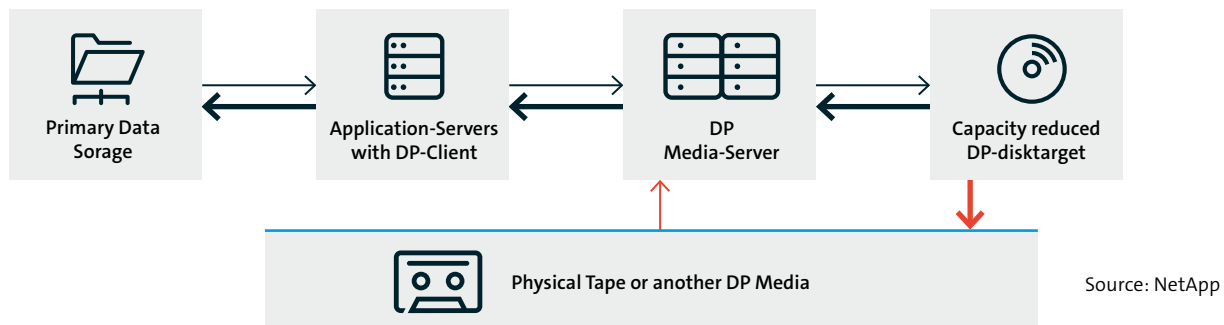 Primary Data
Sorage
Application-Servers
with DP-Client
DP
Media-Server
Capacity reduced
DP-disktarget
Physical Tape or another DP Media
Source: NetApp